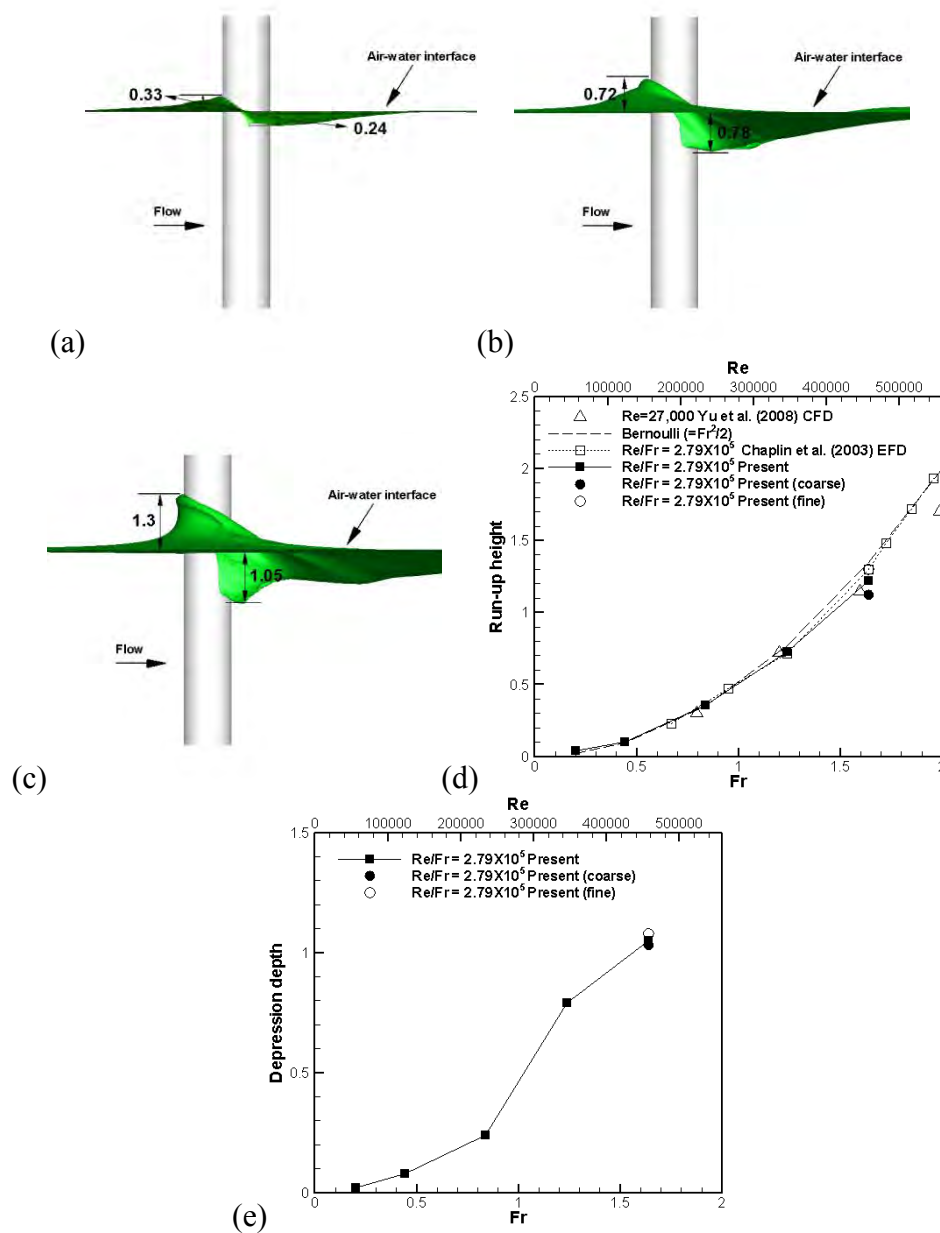 Air-water interface
0.33
0.24
Flow
(a)
Air-water interface
0.72
0.78
Flow
(b)
Air-water interface
1.3
1.05
Flow
(c)
Re
0 100000 200000 300000 400000 500000
2.5
2
1.5
1
0.5
0
Run-up height
Re=27,000 Yu et al. (2008) CFD
Bernoulli (=Fr²/2)
Re/Fr = 2.79X10⁵ Chaplin et al. (2003) EFD
Re/Fr = 2.79X10⁵ Present
Re/Fr = 2.79X10⁵ Present (coarse)
Re/Fr = 2.79X10⁵ Present (fine)
0 0.5 1 1.5 2
Fr
(d)
Re
0 100000 200000 300000 400000 500000
1.5
1
0.5
0
Depression depth
Re/Fr = 2.79X10⁵ Present
Re/Fr = 2.79X10⁵ Present (coarse)
Re/Fr = 2.79X10⁵ Present (fine)
0 0.5 1 1.5 2
Fr
(e)